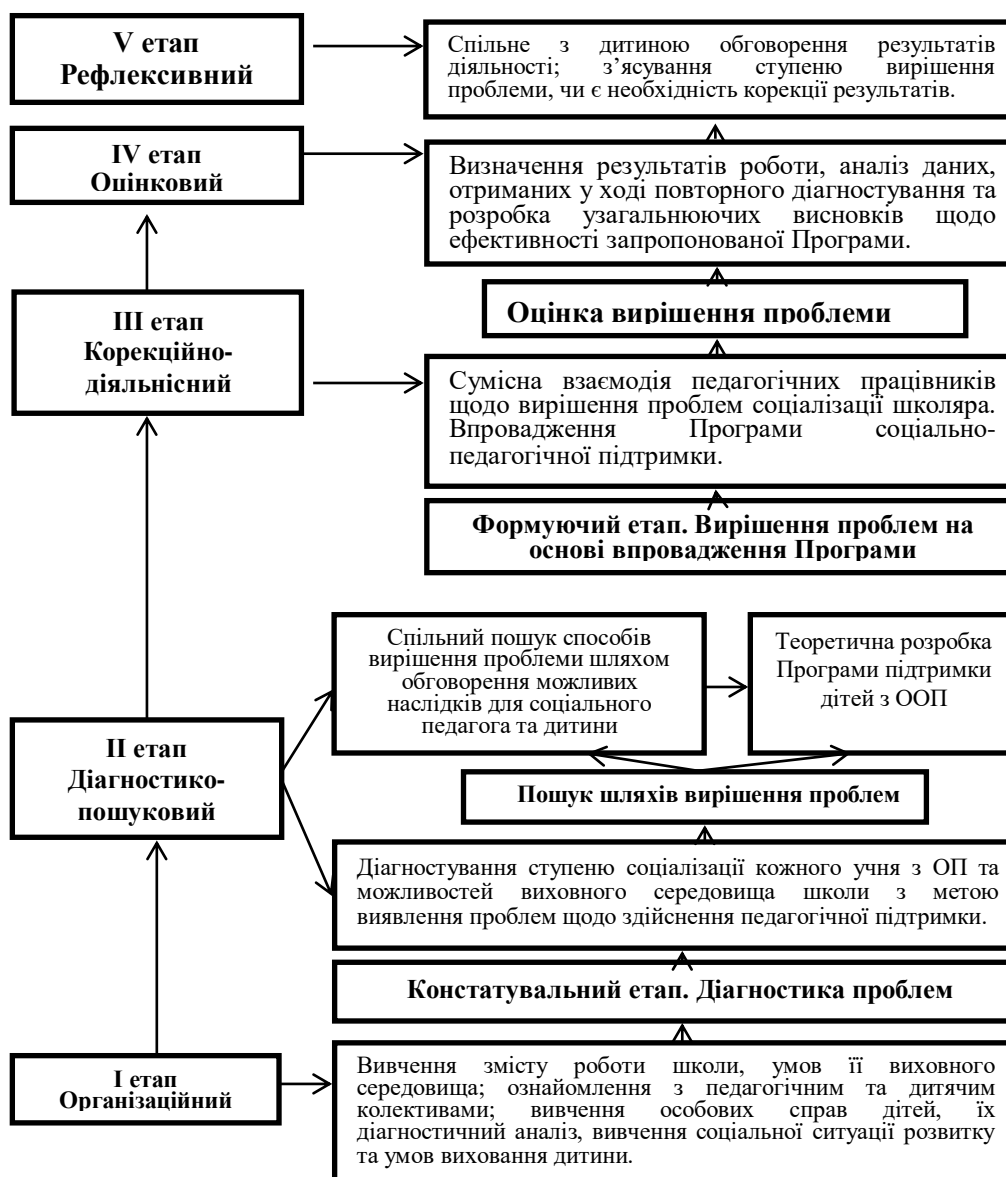 V етап
Рефлексивний
Спільне з дитиною обговорення результатів
діяльності; з’ясування ступеню вирішення
проблеми, чи є необхідність корекції результатів.
IV етап
Оцінковий
Визначення результатів роботи, аналіз даних,
отриманих у ході повторного діагностування та
розробка узагальнюючих висновків щодо
ефективності запропонованої Програми.
Оцінка вирішення проблеми
III етап
Корекційно-
діяльнісний
Сумісна взаємодія педагогічних працівників
щодо вирішення проблем соціалізації школяра.
Впровадження Програми соціально-
педагогічної підтримки.
Формуючий етап. Вирішення проблем на
основі впровадження Програми
Спільний пошук способів
вирішення проблеми шляхом
обговорення можливих
наслідків для соціального
педагога та дитини
Теоретична розробка
Програми підтримки
дітей з ООП
II етап
Діагностико-
пошуковий
Пошук шляхів вирішення проблем
Діагностування ступеню соціалізації кожного учня з ОП та
можливостей виховного середовища школи з метою
виявлення проблем щодо здійснення педагогічної підтримки.
Констатувальний етап. Діагностика проблем
I етап
Організаційний
Вивчення змісту роботи школи, умов її виховного
середовища; ознайомлення з педагогічним та дитячим
колективами; вивчення особових справ дітей, їх
діагностичний аналіз, вивчення соціальної ситуації розвитку
та умов виховання дитини.